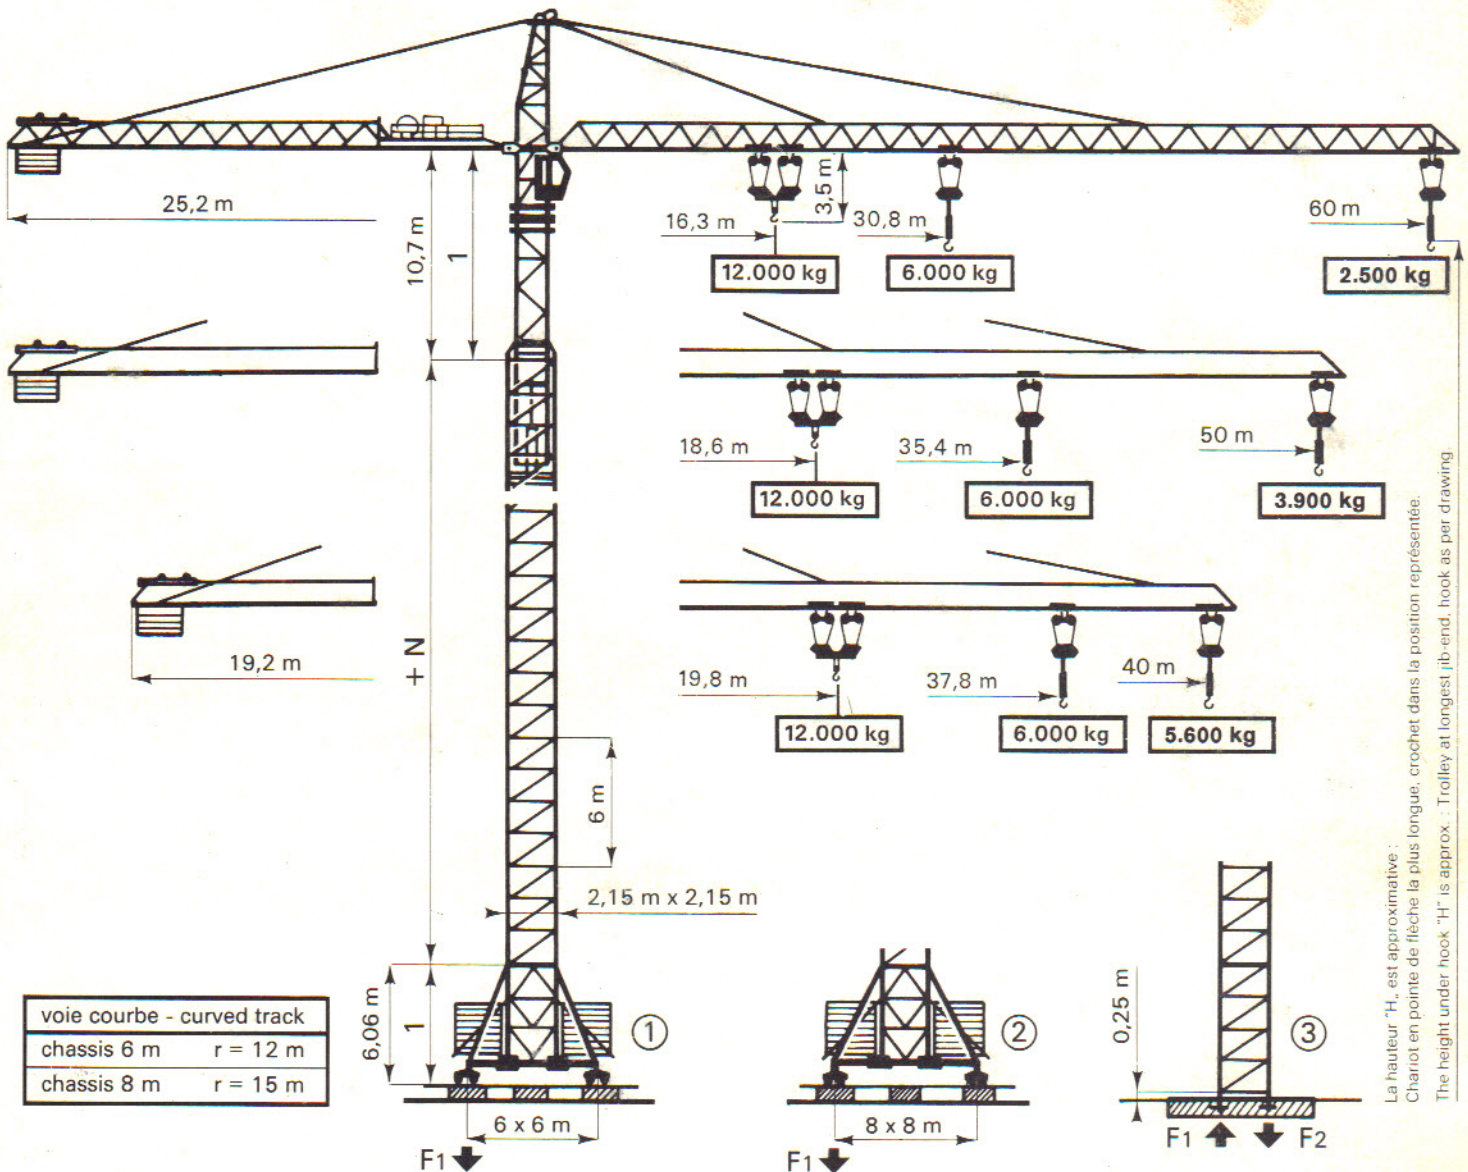 25,2 m
10,7 m
1
3,5 m
16,3 m
30,8 m
60 m
12.000 kg
6.000 kg
2.500 kg
18,6 m
35,4 m
50 m
12.000 kg
6.000 kg
3.900 kg
19,2 m
+ N
19,8 m
37,8 m
40 m
12.000 kg
6.000 kg
5.600 kg
6 m
2,15 m x 2,15 m
voie courbe - curved track
chassis 6 m r = 12 m
chassis 8 m r = 15 m
6,06 m
1
①
②
0,25 m
③
6 x 6 m
8 x 8 m
F1
F1
F1 F2
La hauteur "H„ est approximative :
Chariot en pointe de flèche la plus longue, crochet dans la position représentée.
The height under hook "H" is approx. : Trolley at longest jib-end, hook as per drawing.